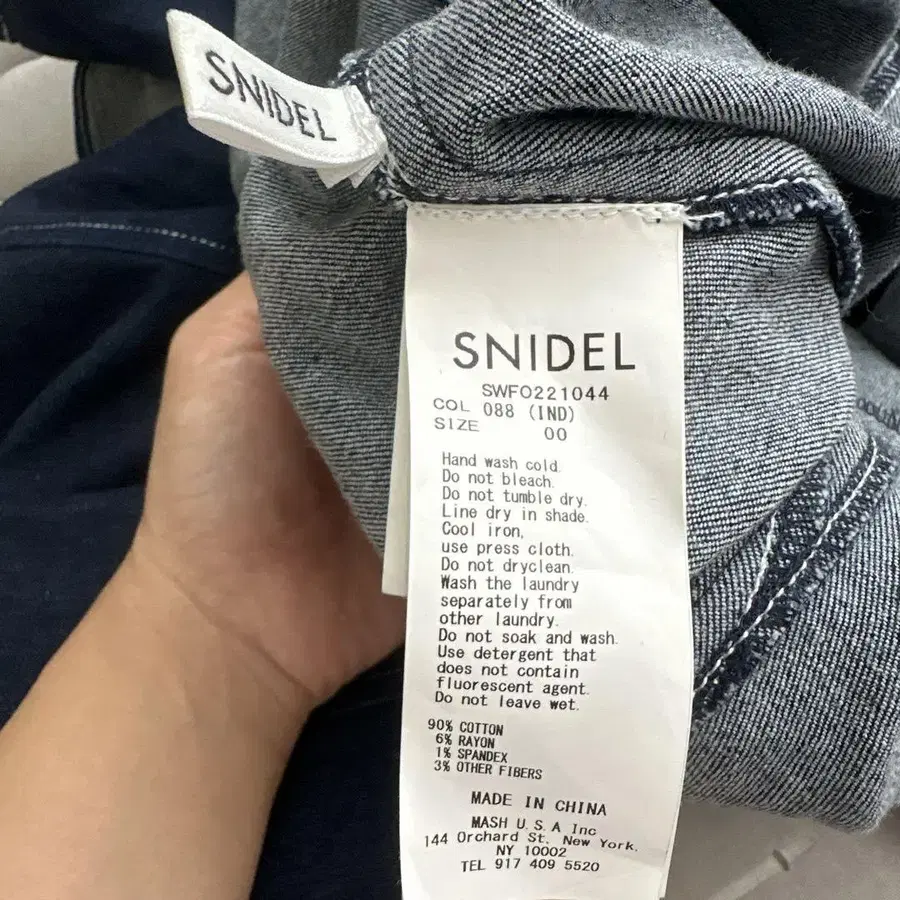 SNIDEL
SNIDEL
SWFO221044
COL 088 (IND)
SIZE 00
Hand wash cold.
Do not bleach.
Do not tumble dry.
Line dry in shade.
Cool iron,
use press cloth.
Do not dryclean.
Wash the laundry
separately from
other laundry.
Do not soak and wash.
Use detergent that
does not contain
fluorescent agent.
Do not leave wet.
90% COTTON
6% RAYON
1% SPANDEX
3% OTHER FIBERS
MADE IN CHINA
MASH U.S.A Inc
144 Orchard St, New York,
NY 10002
TEL 917 409 5520